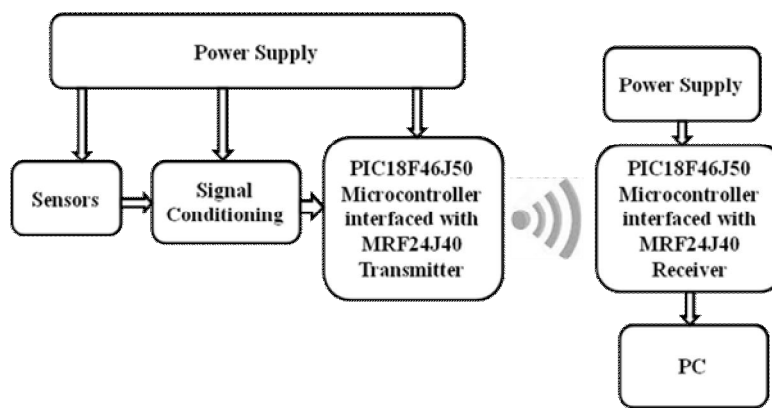 Power Supply
Sensors
Signal
Conditioning
PIC18F46J50
Microcontroller
interfaced with
MRF24J40
Transmitter
Power Supply
PIC18F46J50
Microcontroller
interfaced with
MRF24J40
Receiver
PC